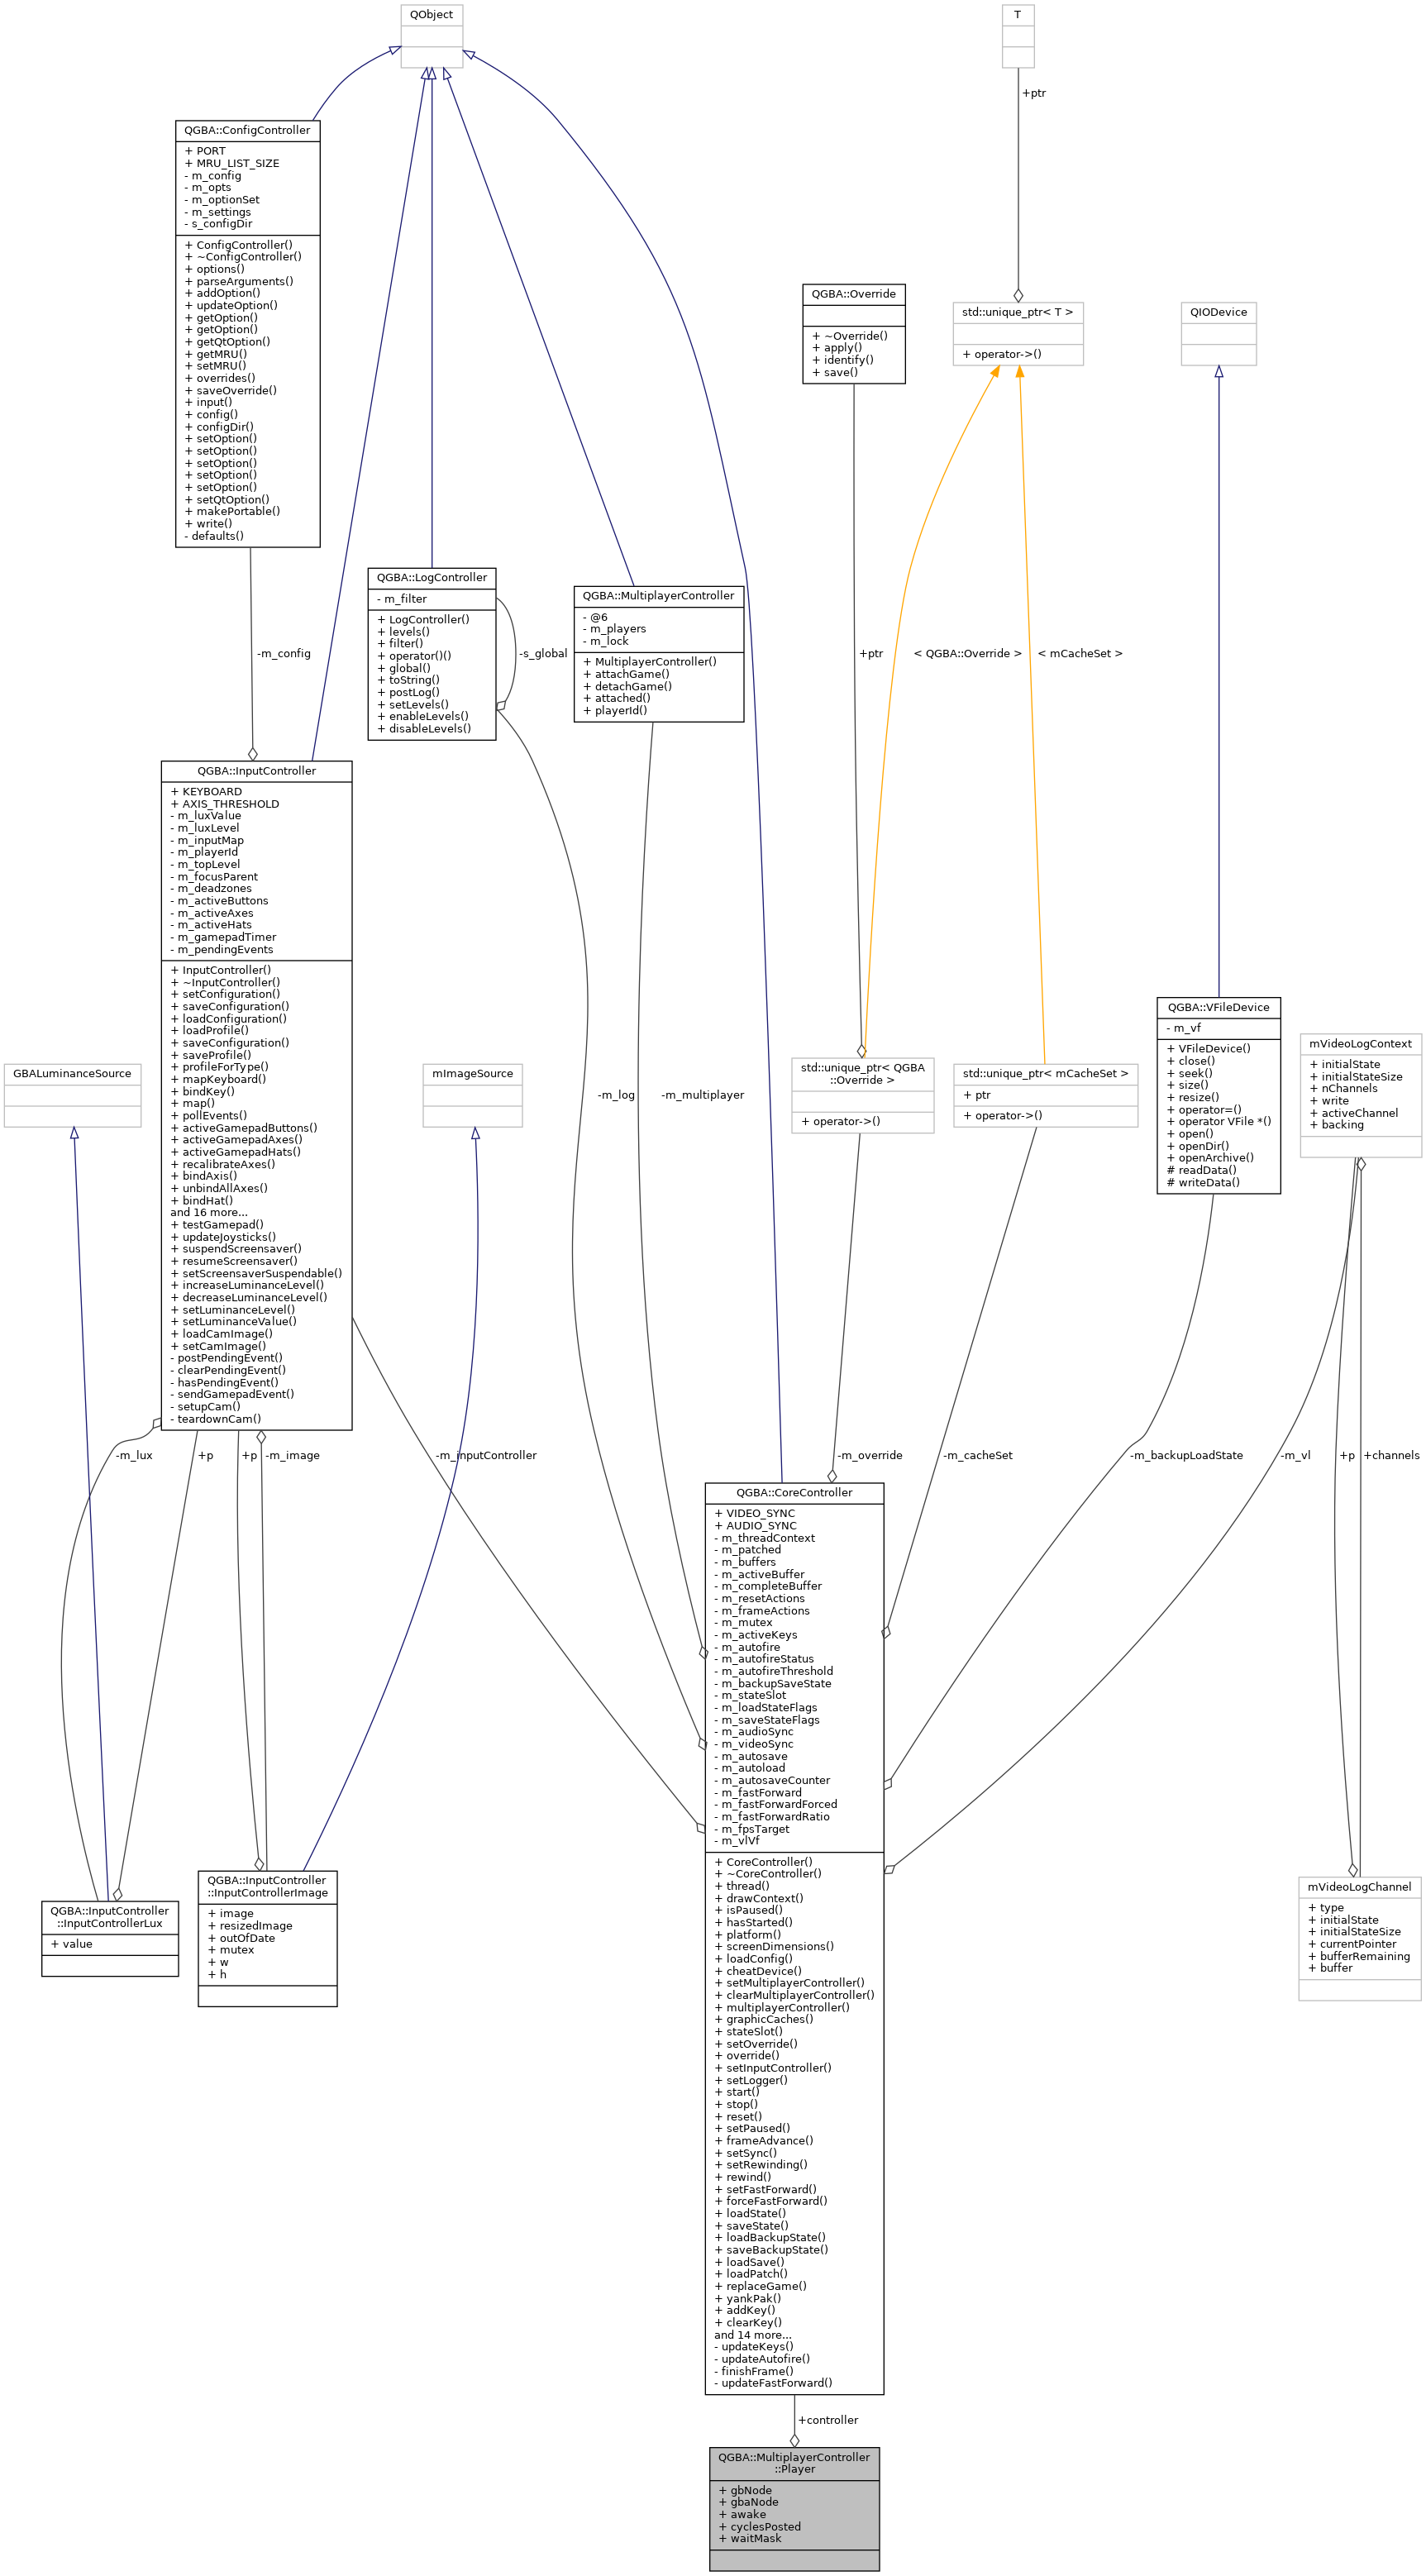 QObject
T
+ptr
QGBA::ConfigController
+ PORT
+ MRU_LIST_SIZE
- m_config
- m_opts
- m_optionSet
- m_settings
- s_configDir
+ ConfigController()
+ ~ConfigController()
+ options()
+ parseArguments()
+ addOption()
+ updateOption()
+ getOption()
+ getOption()
+ getQtOption()
+ getMRU()
+ setMRU()
+ overrides()
+ saveOverride()
+ input()
+ config()
+ configDir()
+ setOption()
+ setOption()
+ setOption()
+ setOption()
+ setOption()
+ setQtOption()
+ makePortable()
+ write()
- defaults()
QGBA::Override
+ ~Override()
+ apply()
+ identify()
+ save()
std::unique_ptr< T >
+ operator->()
QIODevice
QGBA::LogController
- m_filter
+ LogController()
+ levels()
+ filter()
+ operator()()
+ global()
+ toString()
+ postLog()
+ setLevels()
+ enableLevels()
+ disableLevels()
-s_global
QGBA::MultiplayerController
- @6
- m_players
- m_lock
+ MultiplayerController()
+ attachGame()
+ detachGame()
+ attached()
+ playerId()
-m_config
+ptr
< QGBA::Override >
< mCacheSet >
QGBA::InputController
+ KEYBOARD
+ AXIS_THRESHOLD
- m_luxValue
- m_luxLevel
- m_inputMap
- m_playerId
- m_topLevel
- m_focusParent
- m_deadzones
- m_activeButtons
- m_activeAxes
- m_activeHats
- m_gamepadTimer
- m_pendingEvents
+ InputController()
+ ~InputController()
+ setConfiguration()
+ saveConfiguration()
+ loadConfiguration()
+ loadProfile()
+ saveConfiguration()
+ saveProfile()
+ profileForType()
+ mapKeyboard()
+ bindKey()
+ map()
+ pollEvents()
+ activeGamepadButtons()
+ activeGamepadAxes()
+ activeGamepadHats()
+ recalibrateAxes()
+ bindAxis()
+ unbindAllAxes()
+ bindHat()
and 16 more...
+ testGamepad()
+ updateJoysticks()
+ suspendScreensaver()
+ resumeScreensaver()
+ setScreensaverSuspendable()
+ increaseLuminanceLevel()
+ decreaseLuminanceLevel()
+ setLuminanceLevel()
+ setLuminanceValue()
+ loadCamImage()
+ setCamImage()
- postPendingEvent()
- clearPendingEvent()
- hasPendingEvent()
- sendGamepadEvent()
- setupCam()
- teardownCam()
GBALuminanceSource
mImageSource
-m_log
-m_multiplayer
std::unique_ptr< QGBA
::Override >
+ operator->()
std::unique_ptr< mCacheSet >
+ ptr
+ operator->()
QGBA::VFileDevice
- m_vf
+ VFileDevice()
+ close()
+ seek()
+ size()
+ resize()
+ operator=()
+ operator VFile *()
+ open()
+ openDir()
+ openArchive()
# readData()
# writeData()
mVideoLogContext
+ initialState
+ initialStateSize
+ nChannels
+ write
+ activeChannel
+ backing
-m_lux
+p
+p
-m_image
-m_inputController
-m_override
-m_cacheSet
-m_backupLoadState
-m_vl
+p
+channels
QGBA::CoreController
+ VIDEO_SYNC
+ AUDIO_SYNC
- m_threadContext
- m_patched
- m_buffers
- m_activeBuffer
- m_completeBuffer
- m_resetActions
- m_frameActions
- m_mutex
- m_activeKeys
- m_autofire
- m_autofireStatus
- m_autofireThreshold
- m_backupSaveState
- m_stateSlot
- m_loadStateFlags
- m_saveStateFlags
- m_audioSync
- m_videoSync
- m_autosave
- m_autoload
- m_autosaveCounter
- m_fastForward
- m_fastForwardForced
- m_fastForwardRatio
- m_fpsTarget
- m_vlVf
+ CoreController()
+ ~CoreController()
+ thread()
+ drawContext()
+ isPaused()
+ hasStarted()
+ platform()
+ screenDimensions()
+ loadConfig()
+ cheatDevice()
+ setMultiplayerController()
+ clearMultiplayerController()
+ multiplayerController()
+ graphicCaches()
+ stateSlot()
+ setOverride()
+ override()
+ setInputController()
+ setLogger()
+ start()
+ stop()
+ reset()
+ setPaused()
+ frameAdvance()
+ setSync()
+ setRewinding()
+ rewind()
+ setFastForward()
+ forceFastForward()
+ loadState()
+ saveState()
+ loadBackupState()
+ saveBackupState()
+ loadSave()
+ loadPatch()
+ replaceGame()
+ yankPak()
+ addKey()
+ clearKey()
and 14 more...
- updateKeys()
- updateAutofire()
- finishFrame()
- updateFastForward()
QGBA::InputController
::InputControllerLux
+ value
QGBA::InputController
::InputControllerImage
+ image
+ resizedImage
+ outOfDate
+ mutex
+ w
+ h
mVideoLogChannel
+ type
+ initialState
+ initialStateSize
+ currentPointer
+ bufferRemaining
+ buffer
+controller
QGBA::MultiplayerController
::Player
+ gbNode
+ gbaNode
+ awake
+ cyclesPosted
+ waitMask